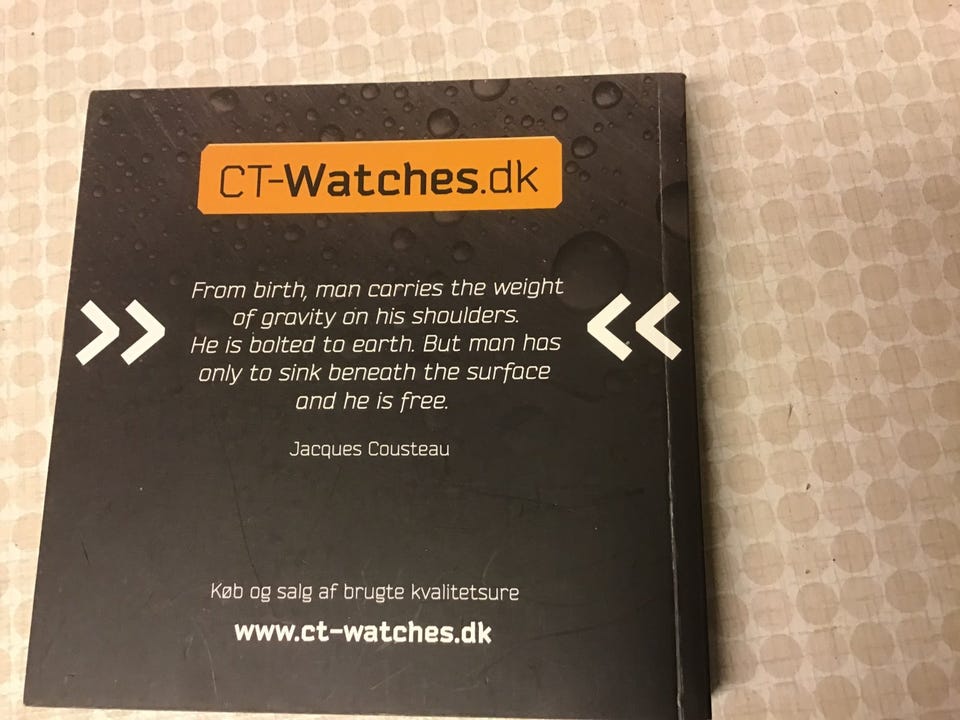 CT-Watches.dk
From birth, man carries the weight
of gravity on his shoulders.
He is bolted to earth. But man has
only to sink beneath the surface
and he is free.
Jacques Cousteau
Køb og salg af brugte kvalitetsure
www.ct-watches.dk